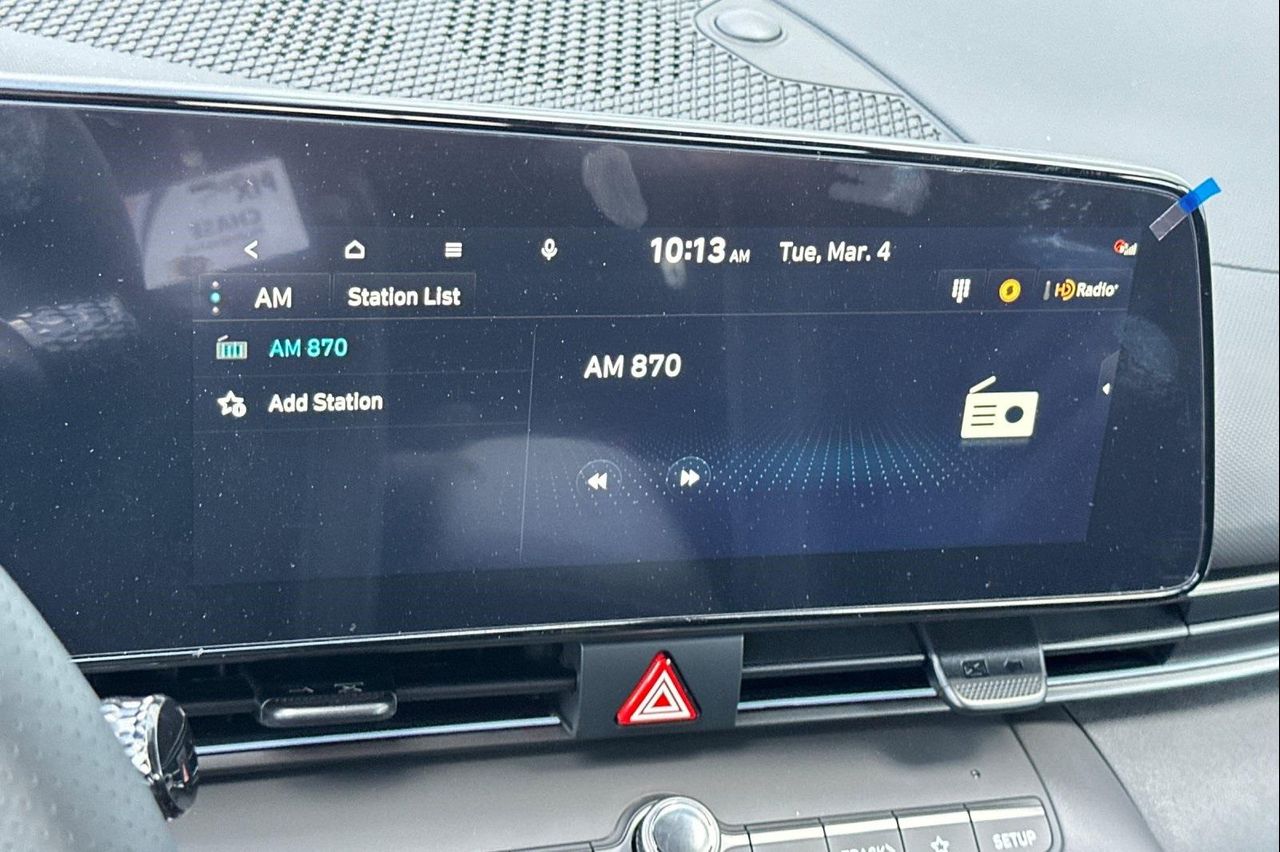 10:13 AM Tue, Mar. 4
AM Station List HD Radio
AM 870
AM 870
Add Station
SETUP